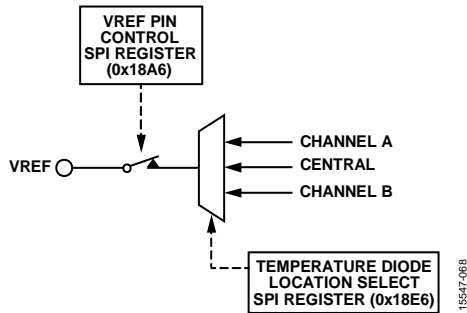 VREF PIN
CONTROL
SPI REGISTER
(0x18A6)
CHANNEL A
VREF
CENTRAL
CHANNEL B
TEMPERATURE DIODE
LOCATION SELECT
SPI REGISTER (0x18E6)
15547-068